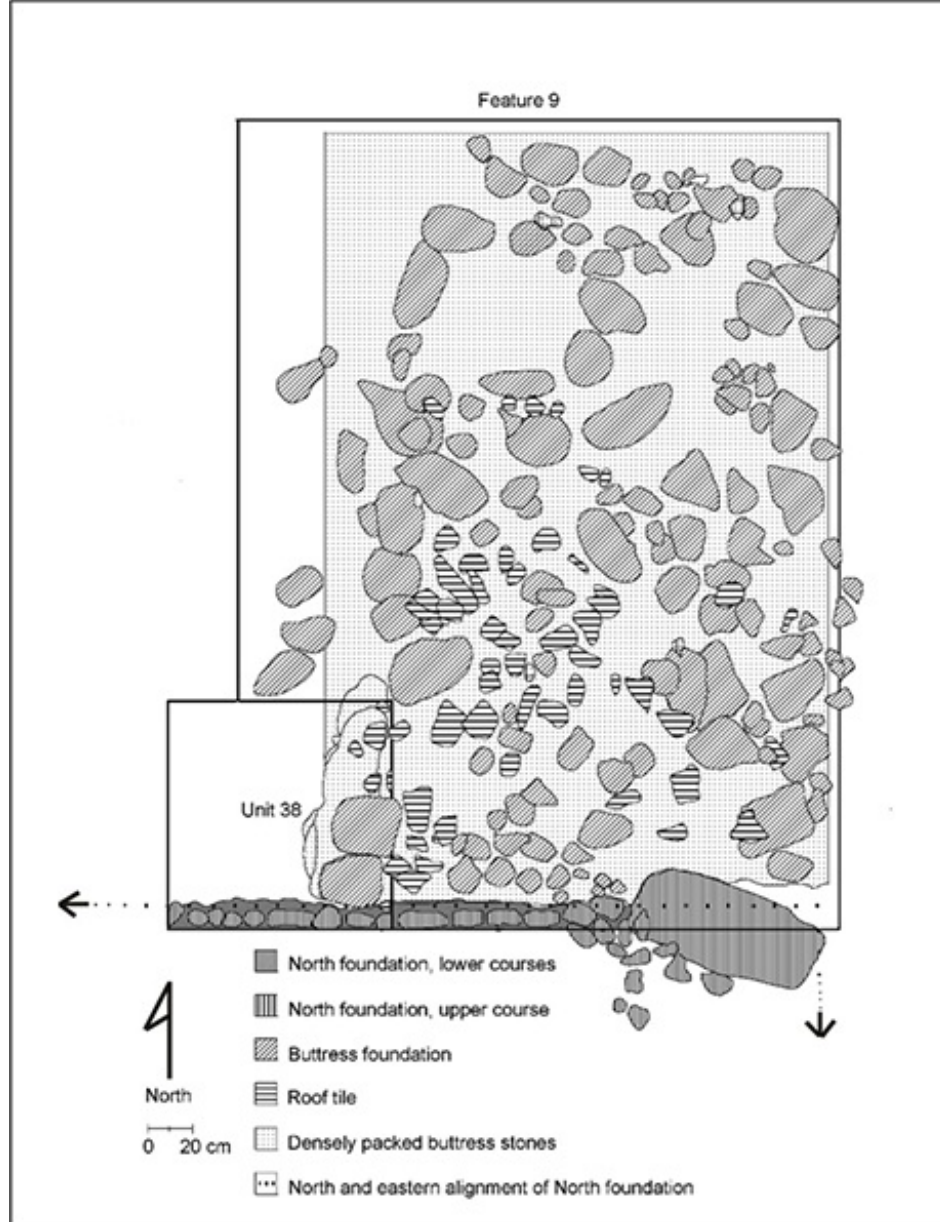 Feature 9
Unit 38
North foundation, lower courses
North foundation, upper course
Buttress foundation
Roof tile
Densely packed buttress stones
North and eastern alignment of North foundation
North
0 20 cm